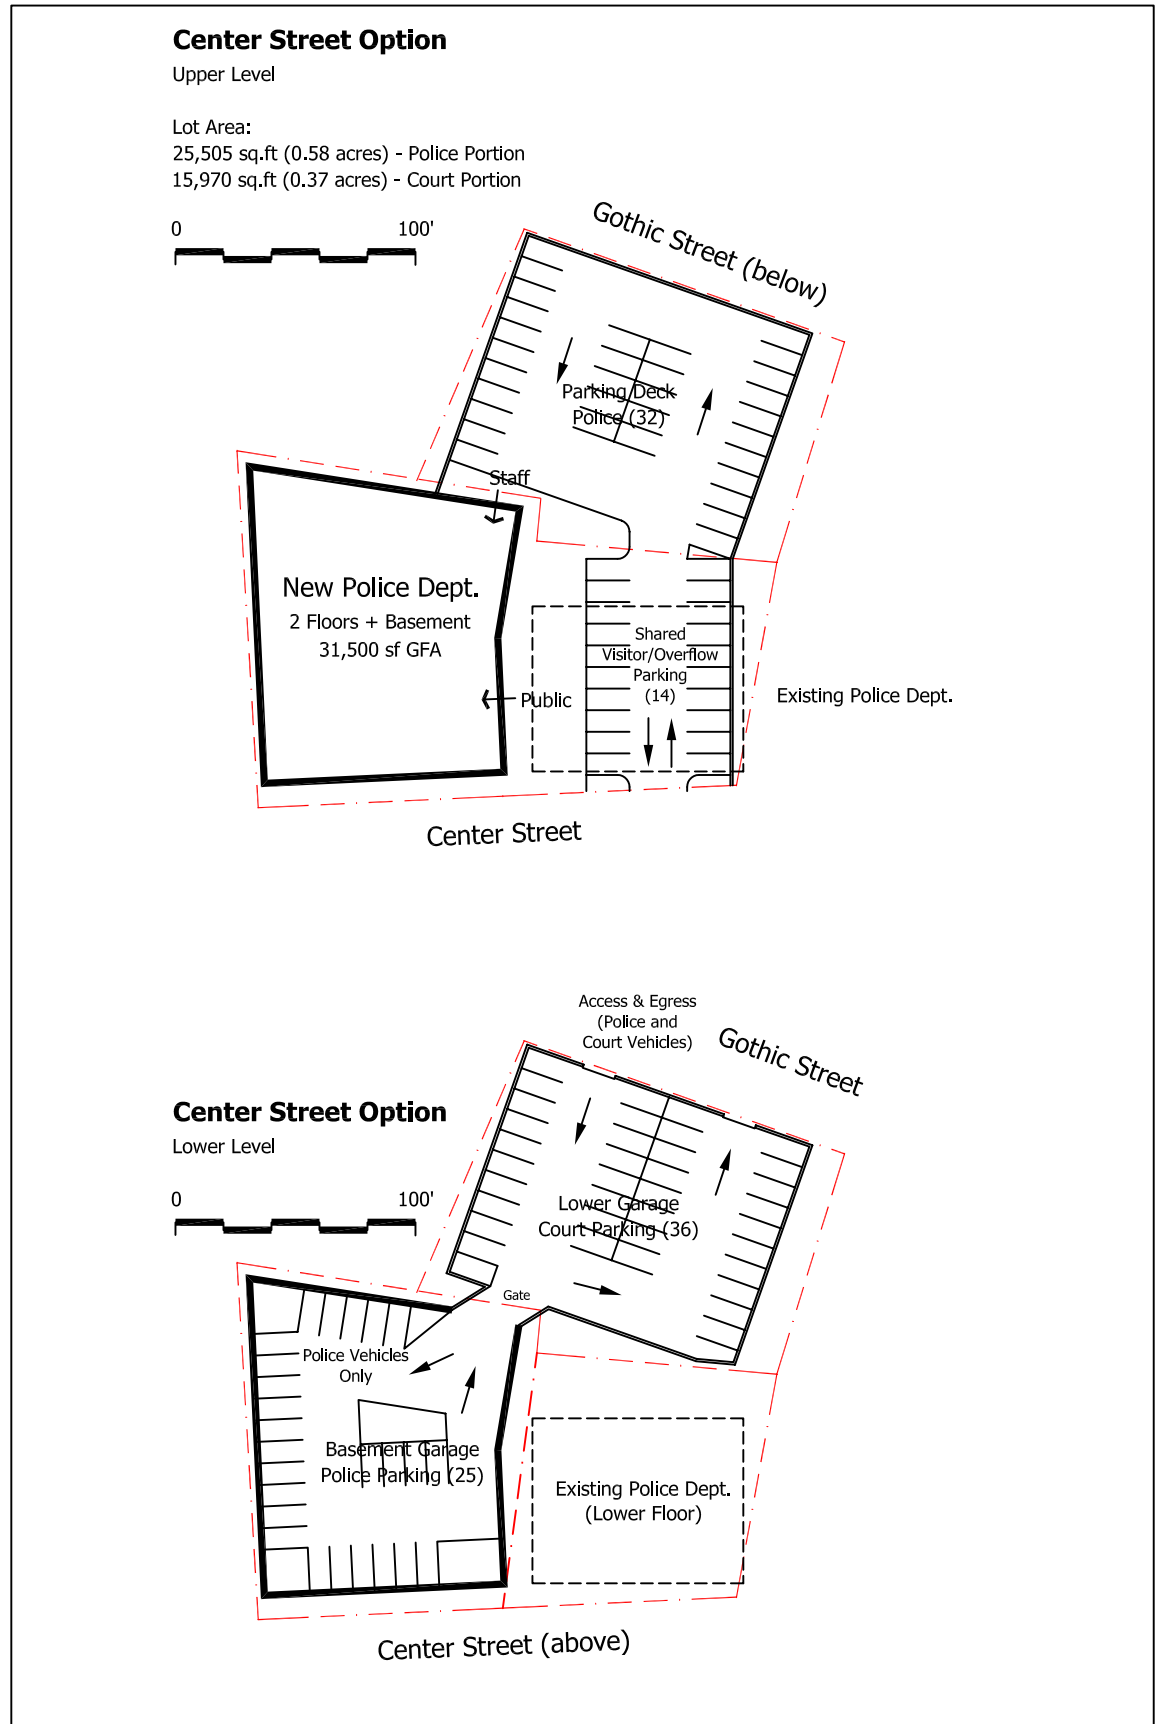 Center Street Option
Upper Level
Lot Area:
25,505 sq.ft (0.58 acres) - Police Portion
15,970 sq.ft (0.37 acres) - Court Portion
0 100'
Gothic Street (below)
Parking Deck
Police (32)
Staff
New Police Dept.
2 Floors + Basement
31,500 sf GFA
Shared
Visitor/Overflow
Parking
(14)
Public
Existing Police Dept.
Center Street
Access & Egress
(Police and
Court Vehicles)
Gothic Street
Center Street Option
Lower Level
0 100'
Lower Garage
Court Parking (36)
Gate
Police Vehicles
Only
Basement Garage
Police Parking (25)
Existing Police Dept.
(Lower Floor)
Center Street (above)